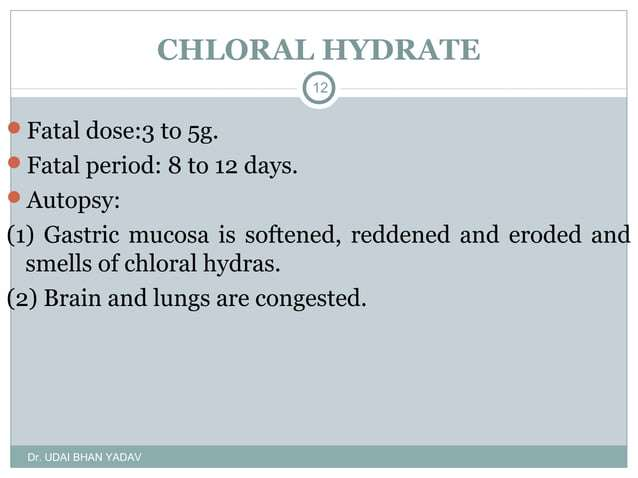 CHLORAL HYDRATE
12
Fatal dose:3 to 5g.
Fatal period: 8 to 12 days.
Autopsy:
(1) Gastric mucosa is softened, reddened and eroded and
smells of chloral hydras.
(2) Brain and lungs are congested.
Dr. UDAI BHAN YADAV